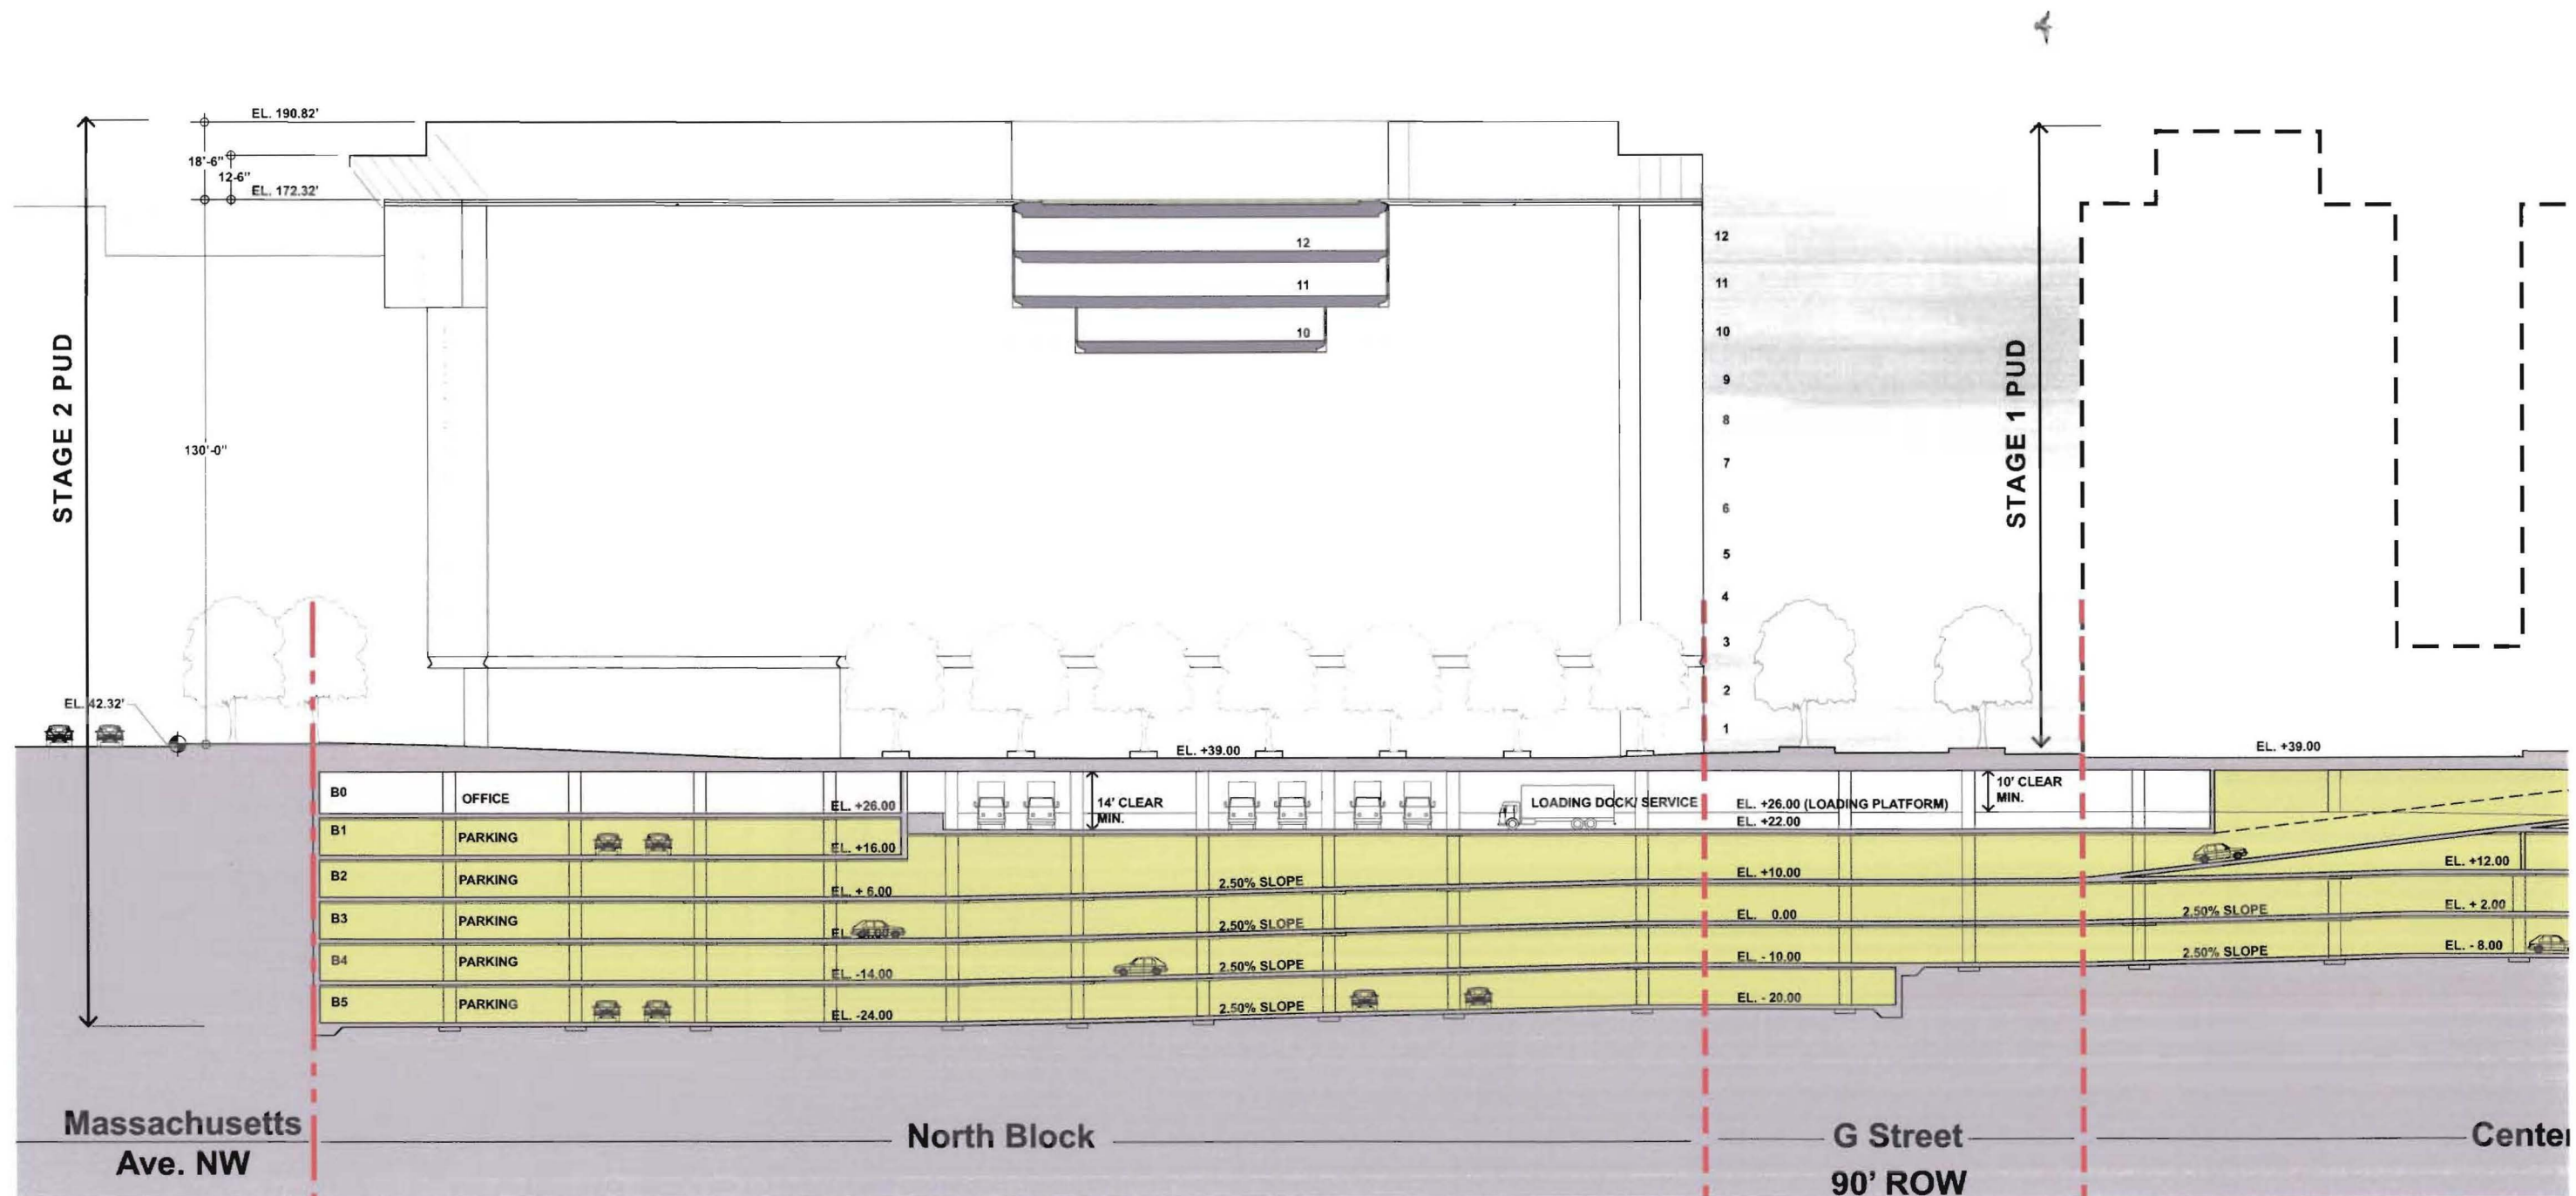 EL. 190.82'
18'-6"
12-6"
EL. 172.32'
STAGE 2 PUD
130'-0"
EL. 42.32'
12
11
10
12
11
10
9
8
7
6
5
4
3
2
1
STAGE 1 PUD
EL. +39.00
EL. +39.00
B0
OFFICE
EL. +26.00
14' CLEAR
MIN.
LOADING DOCK/ SERVICE
EL. +26.00 (LOADING PLATFORM)
EL. +22.00
10' CLEAR
MIN.
B1
PARKING
EL. +16.00
B2
PARKING
EL. + 6.00
2.50% SLOPE
EL. +10.00
EL. +12.00
B3
PARKING
EL.
2.50% SLOPE
EL. 0.00
2.50% SLOPE
EL. + 2.00
B4
PARKING
EL. -14.00
2.50% SLOPE
EL. - 10.00
2.50% SLOPE
EL. - 8.00
B5
PARKING
EL. -24.00
2.50% SLOPE
EL. - 20.00
Massachusetts
Ave. NW
North Block
G Street
90' ROW
Center